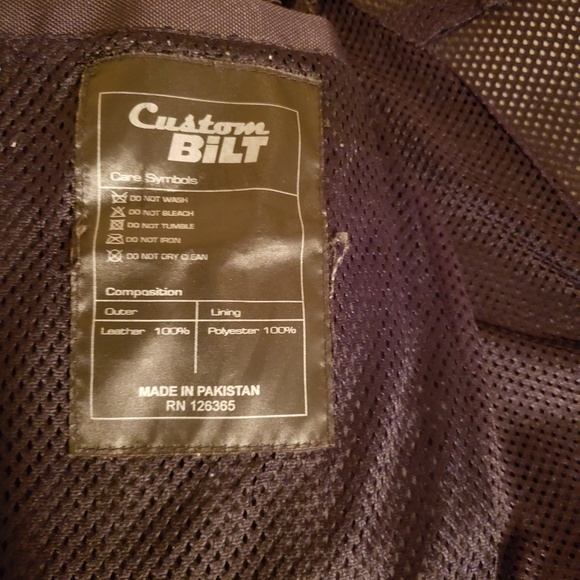 Custom
BiLT
Care Symbols
DO NOT WASH
DO NOT BLEACH
DO NOT TUMBLE
DO NOT IRON
DO NOT DRY CLEAN
Composition
Outer Lining
Leather 100% Polyester 100%
MADE IN PAKISTAN
RN 126365